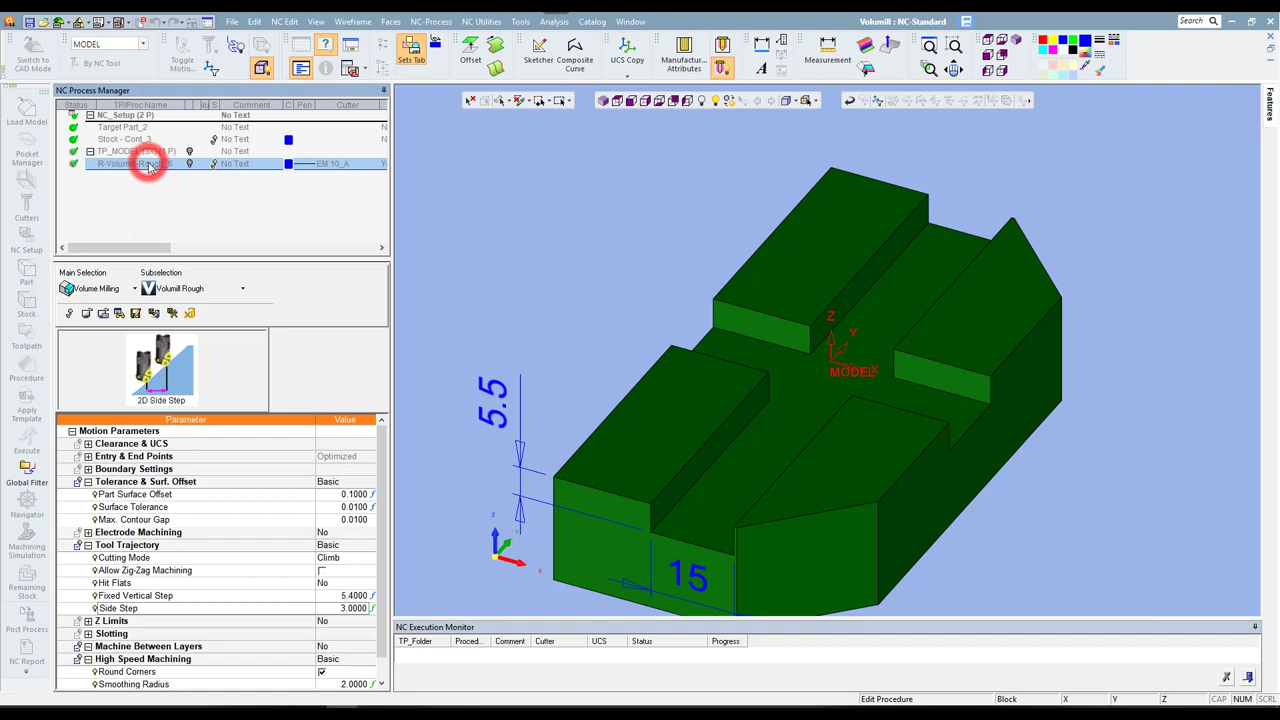 File Edit NC Edit View Wireframe Faces NC-Process NC Utilities Tools Analysis Catalog Window Volumill : NC-Standard Search
Switch to CAD Mode
MODEL
By NC Tool
Toggle Motion...
Sets Tab
Offset
Sketcher
Composite Curve
UCS Copy
Manufactur... Attributes
Measurement
NC Process Manager
Status TP/Proc Name S Comment C Pen Cutter
NC_Setup (2 P) No Text
Target Part_2 No Text N
Stock - Cont_3 No Text
TP_MODEL (3X) (1 P) No Text
No Text EM 10_A
Load Model
Pocket Manager
Cutters
NC Setup
Part
Stock
Toolpath
Procedure
Apply Template
Execute
Global Filter
Navigator
Machining Simulation
Remaining Stock
Post Process
NC Report
Main Selection Subselection
Volume Milling Volumill Rough
2D Side Step
Parameter Value
Motion Parameters
Clearance & UCS
Entry & End Points Optimized
Boundary Settings
Tolerance & Surf. Offset Basic
Part Surface Offset 0.1000 f
Surface Tolerance 0.0100 f
Max. Contour Gap 0.0100
Electrode Machining No
Tool Trajectory Basic
Cutting Mode Climb
Allow Zig-Zag Machining
Hit Flats No
Fixed Vertical Step 5.4000 f
Side Step 3.0000 f
Z Limits No
Slotting
Machine Between Layers No
High Speed Machining Basic
Round Corners
Smoothing Radius 2.0000 f
Features
5.5
15
Z
Y
X
MODEL
z
x
NC Execution Monitor
TP_Folder Proced... Comment Cutter UCS Status Progress
Edit Procedure Block X Y Z CAP NUM SCRL